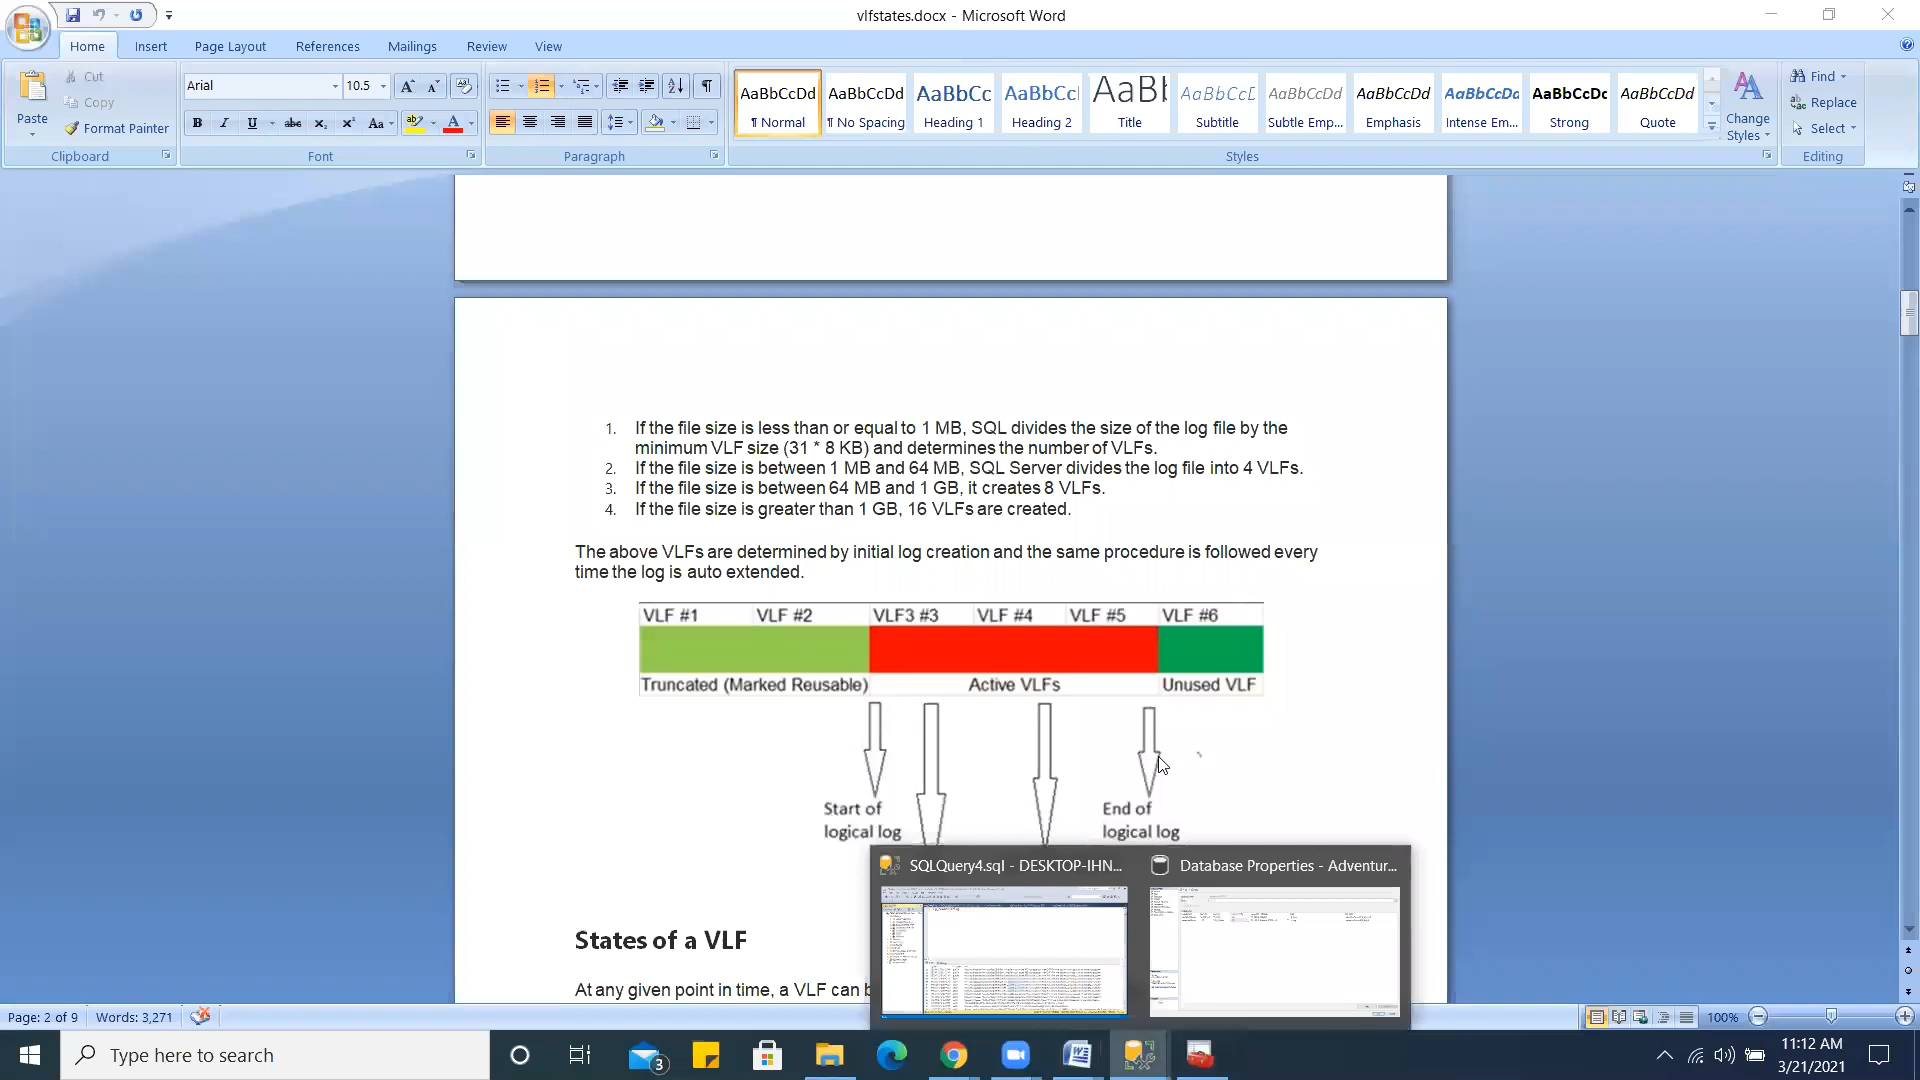 vlfstates.docx - Microsoft Word
Home Insert Page Layout References Mailings Review View
Cut
Copy
Format Painter
Paste
Clipboard
Arial 10.5
Font
Paragraph
AaBbCcDd AaBbCcDd AaBbCc AaBbCc AaB AaBbCcD AaBbCcDd AaBbCcDd AaBbCcDd AaBbCcDc AaBbCcDd
¶ Normal ¶ No Spacing Heading 1 Heading 2 Title Subtitle Subtle Emp... Emphasis Intense Em... Strong Quote
Change
Styles
Styles
Find
Replace
Select
Editing
1. If the file size is less than or equal to 1 MB, SQL divides the size of the log file by the
minimum VLF size (31 * 8 KB) and determines the number of VLFs.
2. If the file size is between 1 MB and 64 MB, SQL Server divides the log file into 4 VLFs.
3. If the file size is between 64 MB and 1 GB, it creates 8 VLFs.
4. If the file size is greater than 1 GB, 16 VLFs are created.
The above VLFs are determined by initial log creation and the same procedure is followed every
time the log is auto extended.
VLF #1 VLF #2 VLF3 #3 VLF #4 VLF #5 VLF #6
Truncated (Marked Reusable) Active VLFs Unused VLF
Start of
logical log
End of
logical log
States of a VLF
At any given point in time, a VLF can b
SQLQuery4.sql - DESKTOP-IHN... Database Properties - Adventur...
Page: 2 of 9 Words: 3,271
100%
Type here to search
3
11:12 AM
3/21/2021